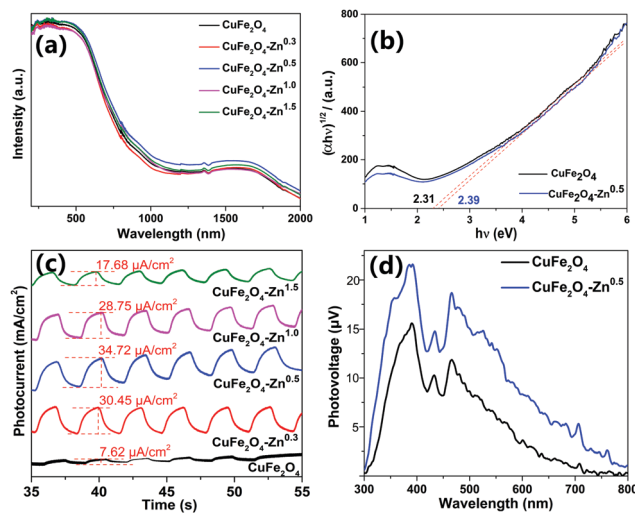 (a)
CuFe₂O₄
CuFe₂O₄-Zn⁰·³
CuFe₂O₄-Zn⁰·⁵
CuFe₂O₄-Zn¹·⁰
CuFe₂O₄-Zn¹·⁵
Intensity (a.u.)
500 750 1000 1250 1500 1750 2000
Wavelength (nm)
(b)
800
600
400
200
0
(αhν)¹/² / (a.u.)
CuFe₂O₄
CuFe₂O₄-Zn⁰·⁵
2.31 2.39
1 2 3 4 5 6
hν (eV)
(c)
17.68 μA/cm²
CuFe₂O₄-Zn¹·⁵
28.75 μA/cm²
CuFe₂O₄-Zn¹·⁰
34.72 μA/cm²
CuFe₂O₄-Zn⁰·⁵
30.45 μA/cm²
CuFe₂O₄-Zn⁰·³
7.62 μA/cm²
CuFe₂O₄
Photocurrent (mA/cm²)
35 40 45 50 55
Time (s)
(d)
CuFe₂O₄
CuFe₂O₄-Zn⁰·⁵
20
15
10
5
0
Photovoltage (μV)
300 400 500 600 700 800
Wavelength (nm)